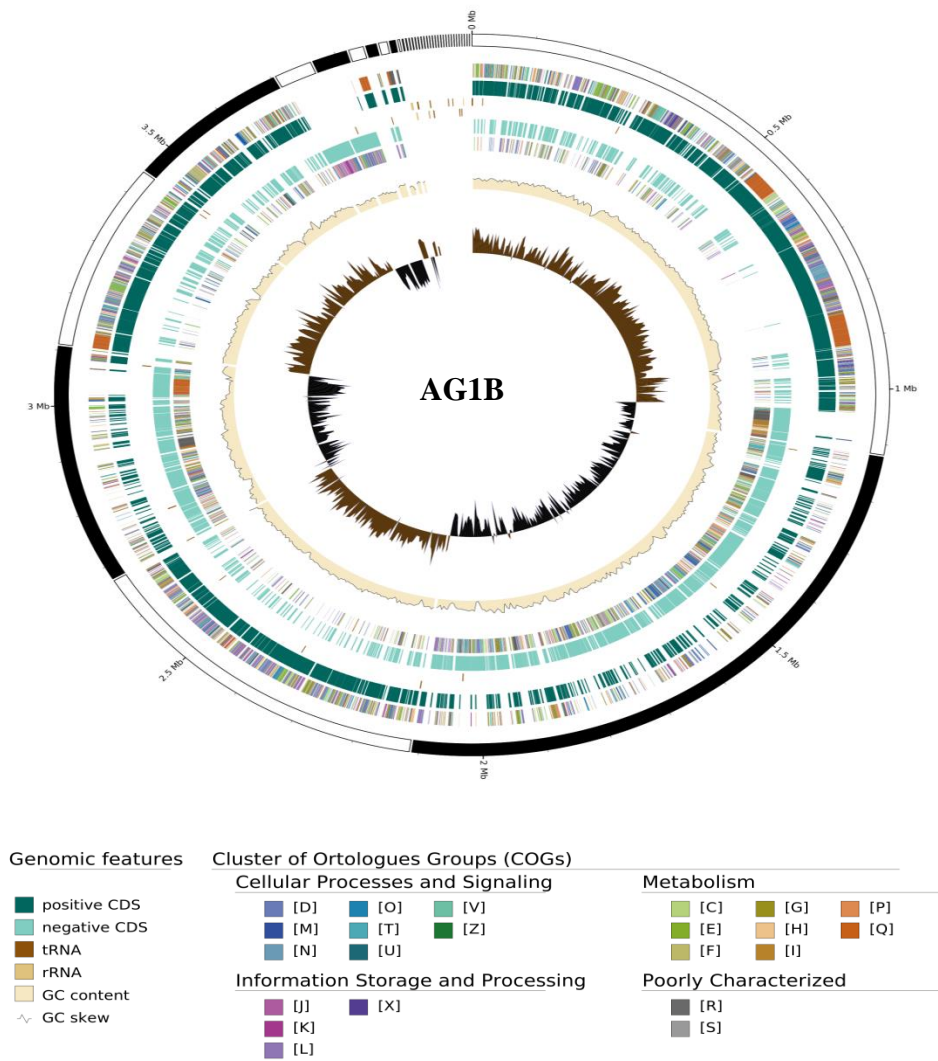 0 Mb
0.5 Mb
1 Mb
1.5 Mb
2 Mb
2.5 Mb
3 Mb
3.5 Mb
AG1B
Genomic features
positive CDS
negative CDS
tRNA
rRNA
GC content
GC skew
Cluster of Ortologues Groups (COGs)
Cellular Processes and Signaling
[D] [O] [V]
[M] [T] [Z]
[N] [U]
Metabolism
[C] [G] [P]
[E] [H] [Q]
[F] [I]
Information Storage and Processing
[J] [X]
[K]
[L]
Poorly Characterized
[R]
[S]